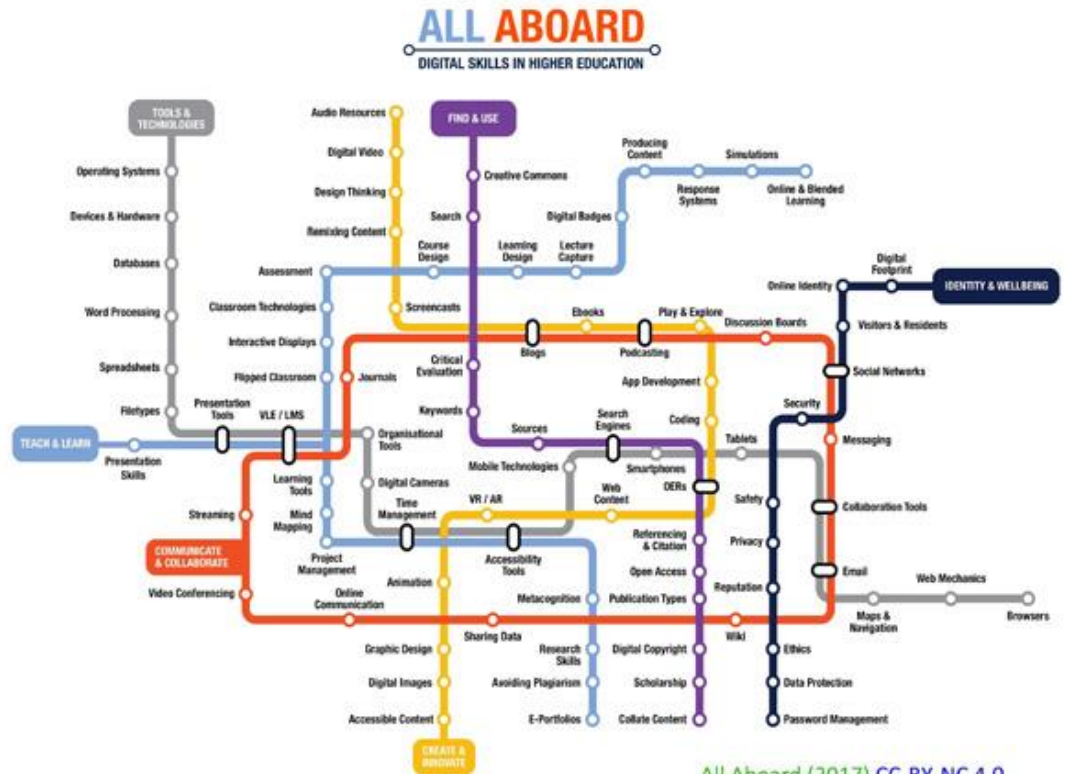 ALL ABOARD
DIGITAL SKILLS IN HIGHER EDUCATION
TOOLS &
TECHNOLOGIES
Operating Systems
Devices & Hardware
Databases
Word Processing
Spreadsheets
Filetypes
Presentation
Tools
VLE / LMS
Organisational
Tools
Digital Cameras
Time
Management
Accessibility
Tools
Mobile Technologies
Search
Engines
Smartphones
Tablets
Collaboration Tools
Email
Maps &
Navigation
Web Mechanics
Browsers
Audio Resources
Digital Video
Design Thinking
Remixing Content
Screencasts
Blogs
Ebooks
Podcasting
Play & Explore
App Development
Coding
OERs
Web
Content
VR / AR
Animation
Graphic Design
Digital Images
Accessible Content
CREATE &
INNOVATE
FIND & USE
Creative Commons
Search
Critical
Evaluation
Keywords
Sources
Referencing
& Citation
Open Access
Publication Types
Digital Copyright
Scholarship
Collate Content
TEACH & LEARN
Presentation
Skills
Learning
Tools
Mind
Mapping
Project
Management
Metacognition
Research
Skills
Avoiding Plagiarism
E-Portfolios
Flipped Classroom
Interactive Displays
Classroom Technologies
Assessment
Course
Design
Learning
Design
Lecture
Capture
Digital Badges
Producing
Content
Response
Systems
Simulations
Online & Blended
Learning
COMMUNICATE
& COLLABORATE
Streaming
Video Conferencing
Online
Communication
Sharing Data
Wiki
Journals
Discussion Boards
Social Networks
Messaging
IDENTITY & WELLBEING
Digital
Footprint
Online Identity
Visitors & Residents
Security
Safety
Privacy
Reputation
Ethics
Data Protection
Password Management
All Aboard (2017) CC-BY-NC 4.0